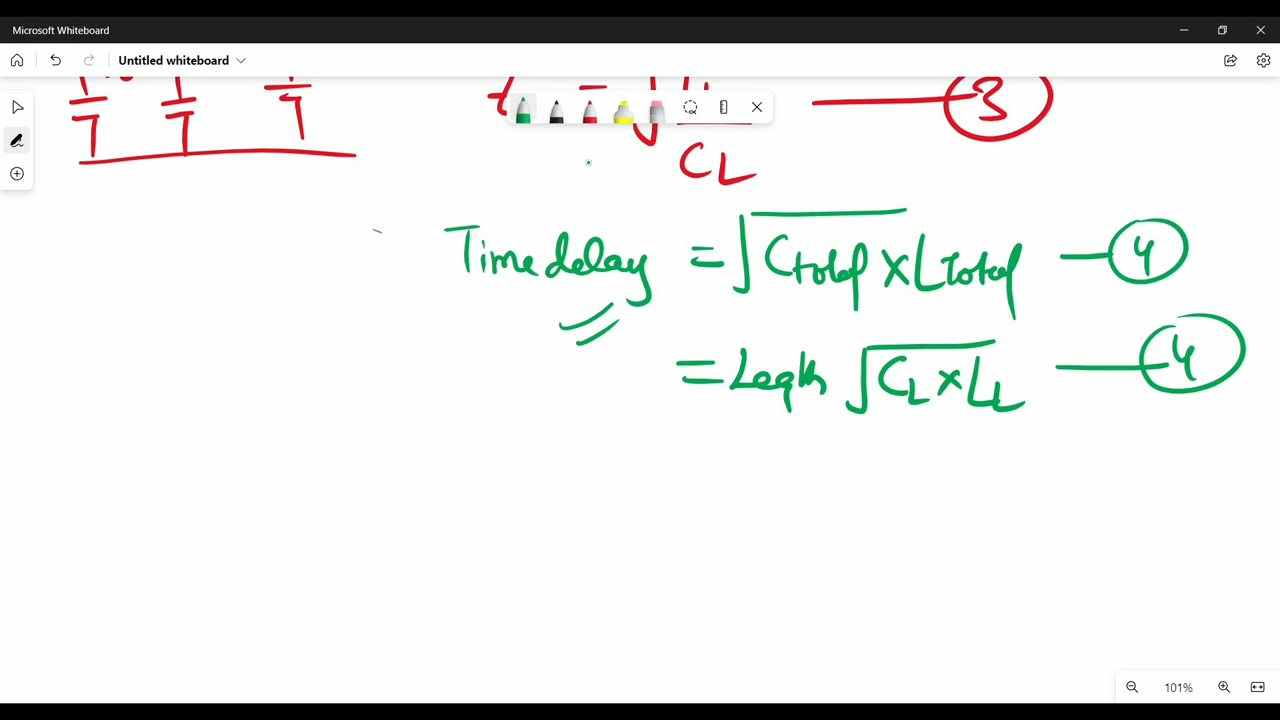 Microsoft Whiteboard
Untitled whiteboard
3
CL
Time delay = √Ctotal × Ltotal — 4
= Length √CL × LL — 4
101%